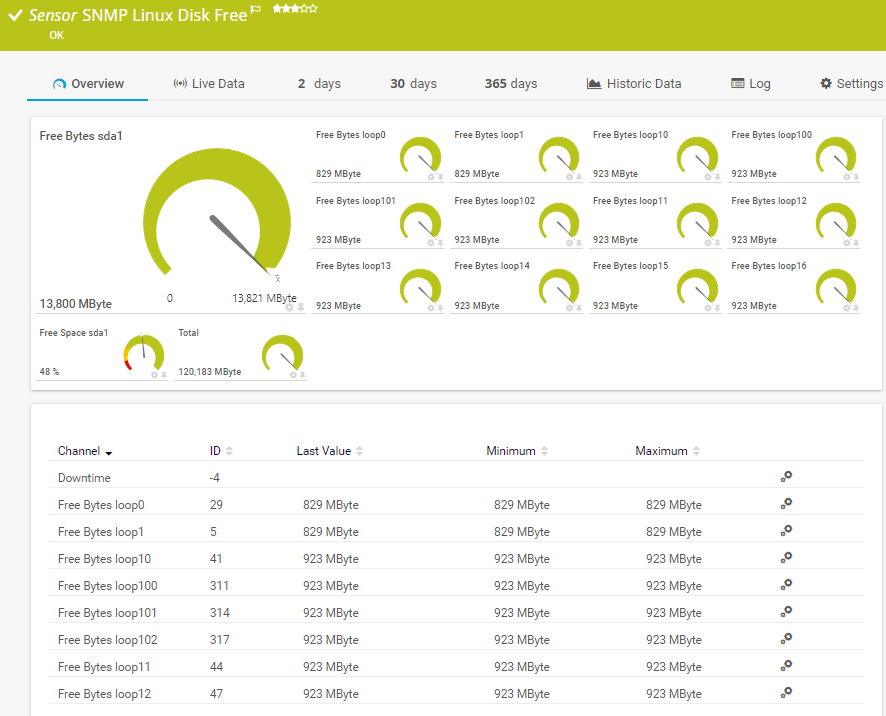 Sensor SNMP Linux Disk Free
OK
Overview Live Data 2 days 30 days 365 days Historic Data Log Settings
Free Bytes sda1
0
13,821 MByte
x̄
13,800 MByte
Free Bytes loop0 Free Bytes loop1 Free Bytes loop10 Free Bytes loop100
829 MByte 829 MByte 923 MByte 923 MByte
Free Bytes loop101 Free Bytes loop102 Free Bytes loop11 Free Bytes loop12
923 MByte 923 MByte 923 MByte 923 MByte
Free Bytes loop13 Free Bytes loop14 Free Bytes loop15 Free Bytes loop16
923 MByte 923 MByte 923 MByte 923 MByte
Free Space sda1 Total
48 % 120,183 MByte
Channel ID Last Value Minimum Maximum
Downtime -4
Free Bytes loop0 29 829 MByte 829 MByte 829 MByte
Free Bytes loop1 5 829 MByte 829 MByte 829 MByte
Free Bytes loop10 41 923 MByte 923 MByte 923 MByte
Free Bytes loop100 311 923 MByte 923 MByte 923 MByte
Free Bytes loop101 314 923 MByte 923 MByte 923 MByte
Free Bytes loop102 317 923 MByte 923 MByte 923 MByte
Free Bytes loop11 44 923 MByte 923 MByte 923 MByte
Free Bytes loop12 47 923 MByte 923 MByte 923 MByte